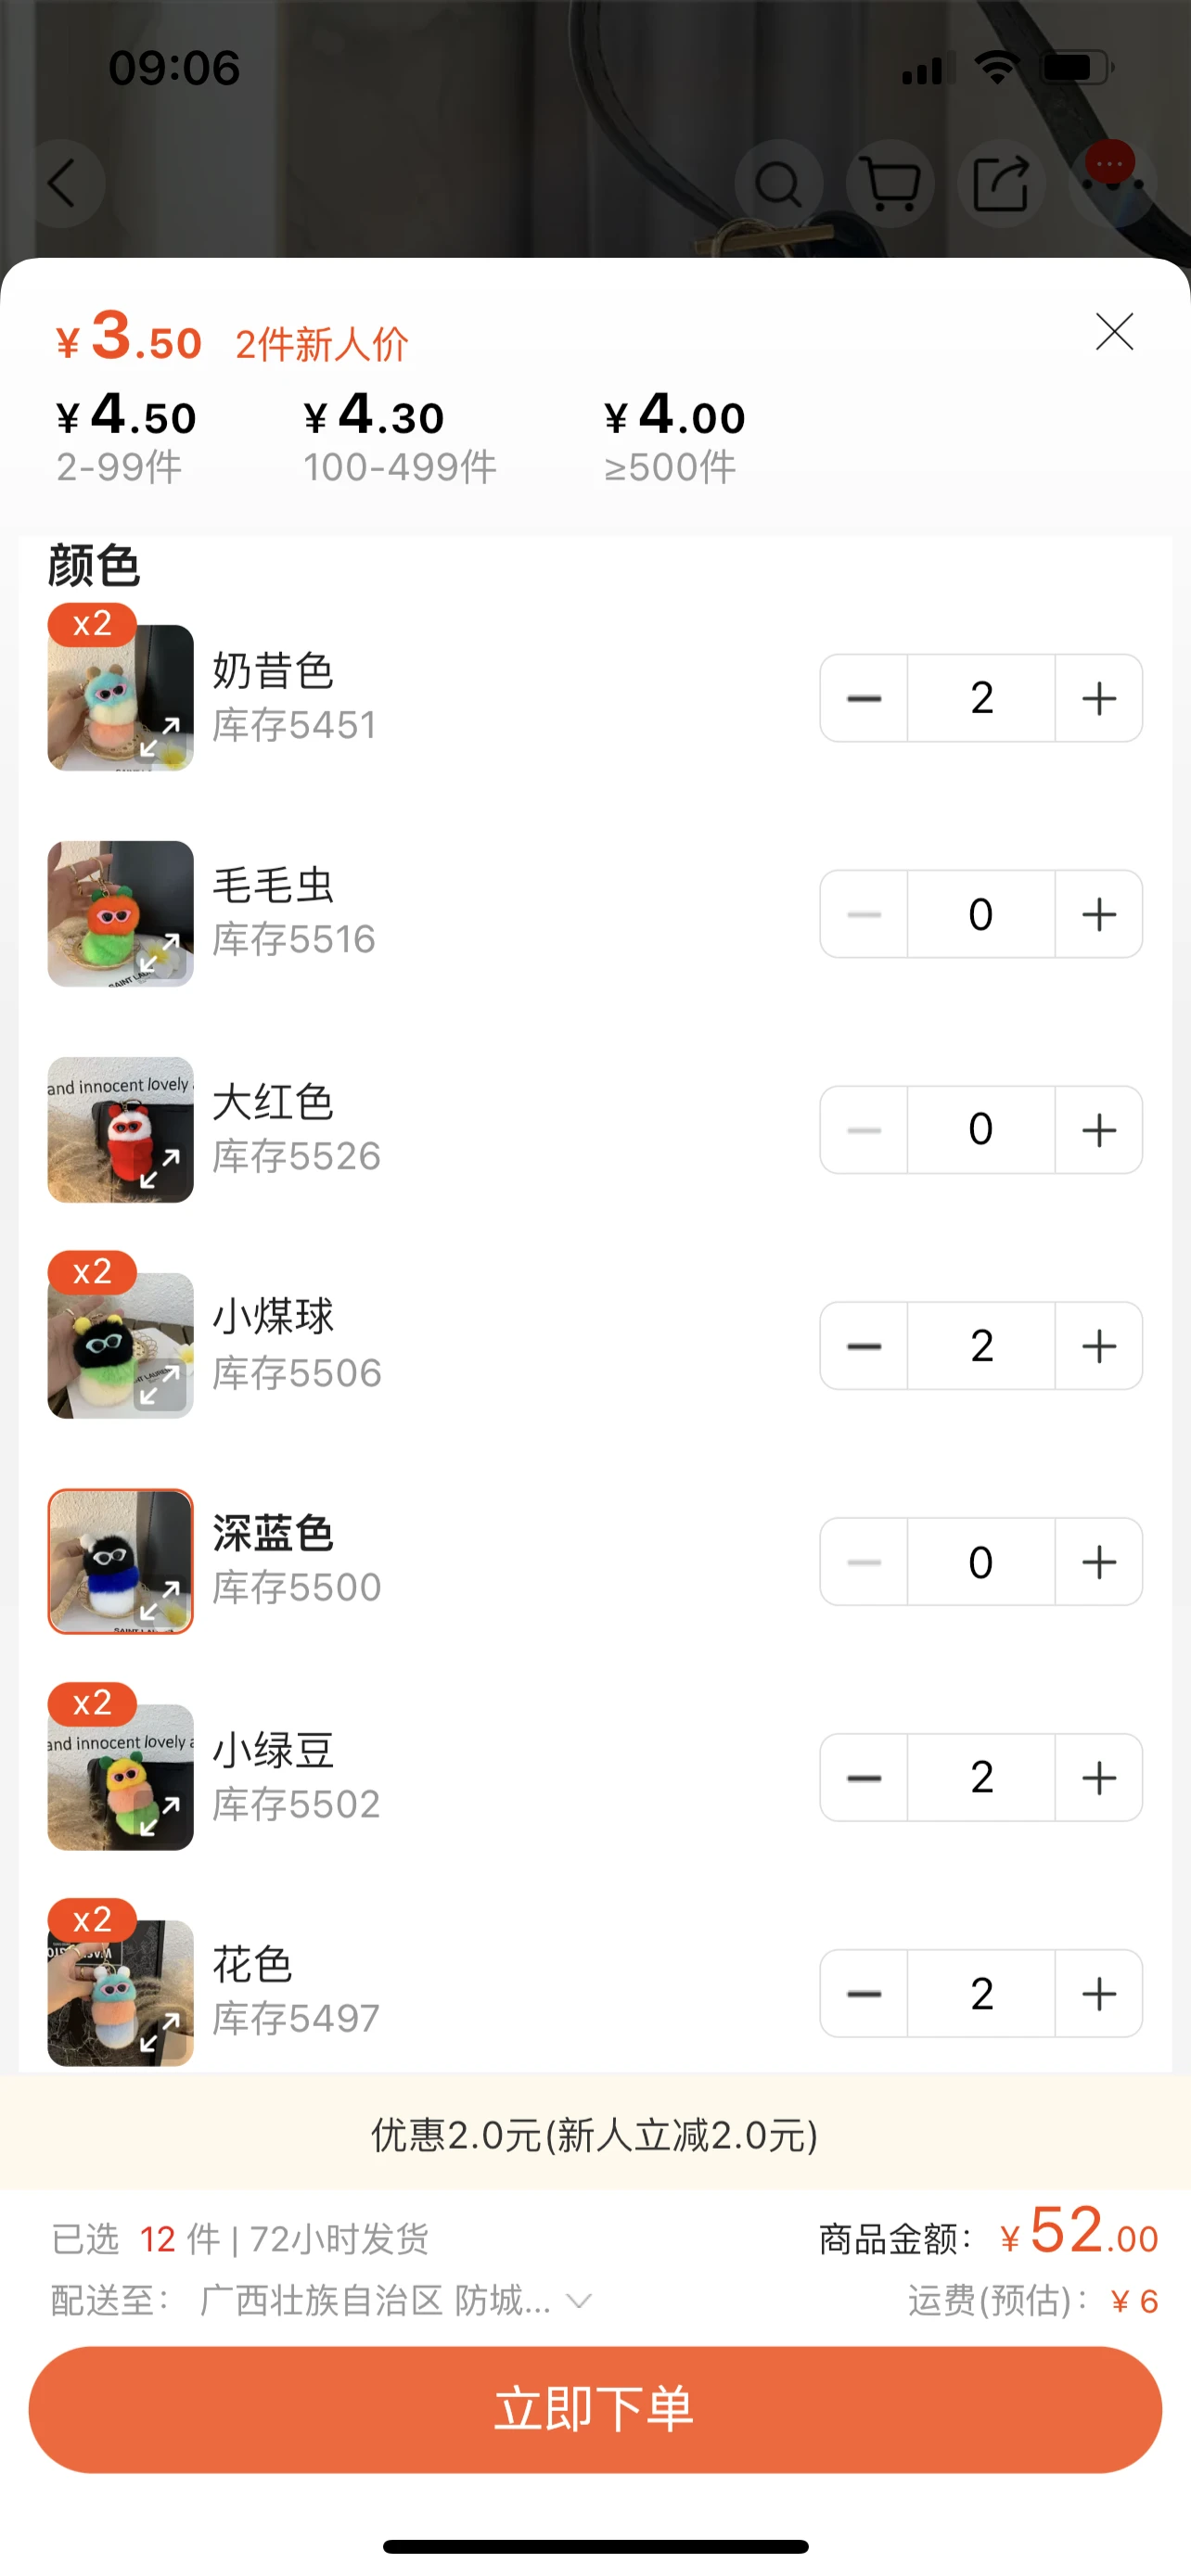 09:06
¥3.50 2件新人价
¥4.50 ¥4.30 ¥4.00
2-99件 100-499件 ≥500件
颜色
x2
奶昔色
库存5451
2
毛毛虫
库存5516
0
and innocent lovely
大红色
库存5526
0
x2
小煤球
库存5506
2
深蓝色
库存5500
0
x2
and innocent lovely
小绿豆
库存5502
2
x2
花色
库存5497
2
优惠2.0元(新人立减2.0元)
已选 12 件 | 72小时发货 商品金额: ¥52.00
配送至: 广西壮族自治区 防城... 运费(预估): ¥6
立即下单